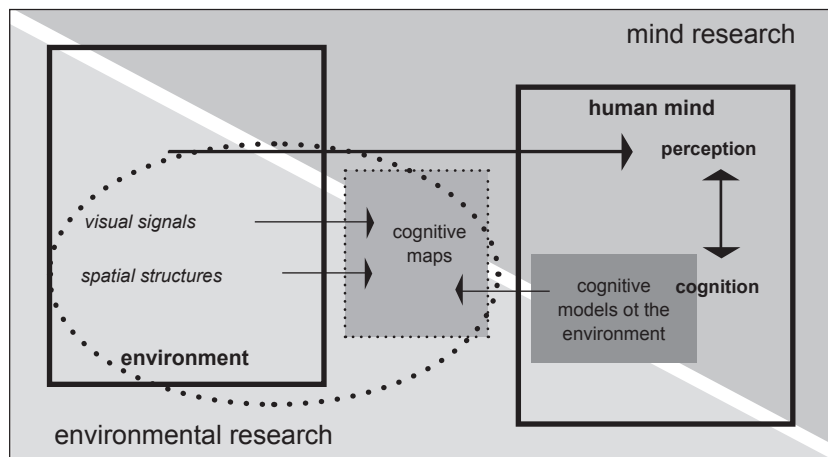 mind research
human mind
perception
visual signals
cognitive
maps
spatial structures
cognitive
models ot the
environment
cognition
environment
environmental research